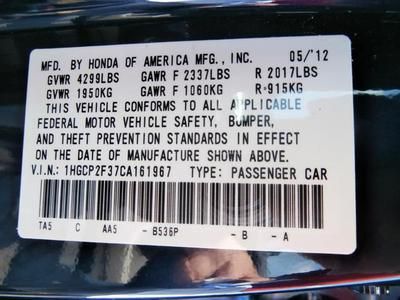 MFD. BY HONDA OF AMERICA MFG., INC. 05/'12
GVWR 4299LBS GAWR F 2337LBS R 2017LBS
GVWR 1950KG GAWR F 1060KG R 915KG
THIS VEHICLE CONFORMS TO ALL APPLICABLE
FEDERAL MOTOR VEHICLE SAFETY, BUMPER,
AND THEFT PREVENTION STANDARDS IN EFFECT
ON THE DATE OF MANUFACTURE SHOWN ABOVE.
V.I.N.: 1HGCP2F37CA161967 TYPE: PASSENGER CAR
TA5 C AA5 - B536P - B - A